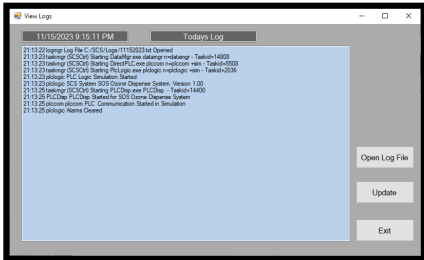 View Logs
11/15/2023 9:15:11 PM
Todays Log
21:13:22 logmgr Log File C:/SCS/Logs/11152023.txt Opened
21:13:23 taskmgr (SCSCtrl) Starting DataMgr.exe datamgr n=datamgr - Taskid=14808
21:13:23 taskmgr (SCSCtrl) Starting DirectPLC.exe plccom n=plccom +sim - Taskid=5508
21:13:23 taskmgr (SCSCtrl) Starting PlcLogic.exe plclogic n=plclogic +sim - Taskid=2036
21:13:23 plclogic PLC Logic Simulation Started
21:13:23 plclogic SCS System SOS Ozone Dispense System. Version 1.00
21:13:25 taskmgr (SCSCtrl) Starting PLCDisp.exe PLCDisp - Taskid=14400
21:13:25 PLCDisp PLCDisp Started for SOS Ozone Dispense System
21:13:25 plccom plccom PLC Communication Started in Simulation
21:13:25 plclogic Alarms Cleared
Open Log File
Update
Exit